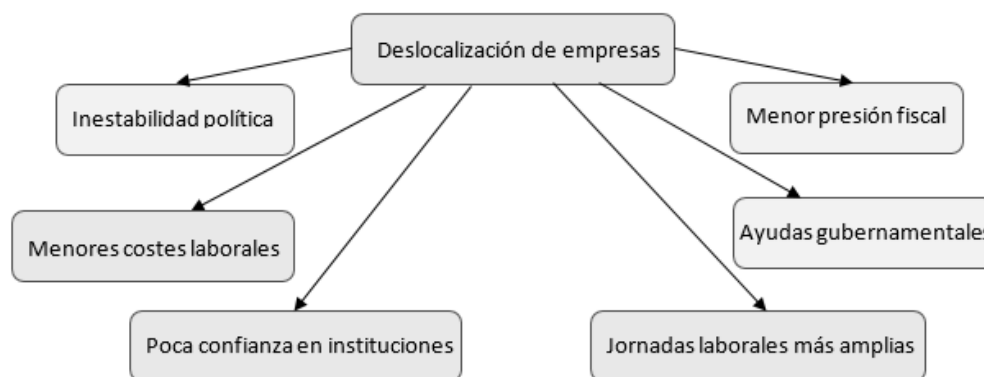 Deslocalización de empresas
Inestabilidad política
Menor presión fiscal
Menores costes laborales
Ayudas gubernamentales
Poca confianza en instituciones
Jornadas laborales más amplias